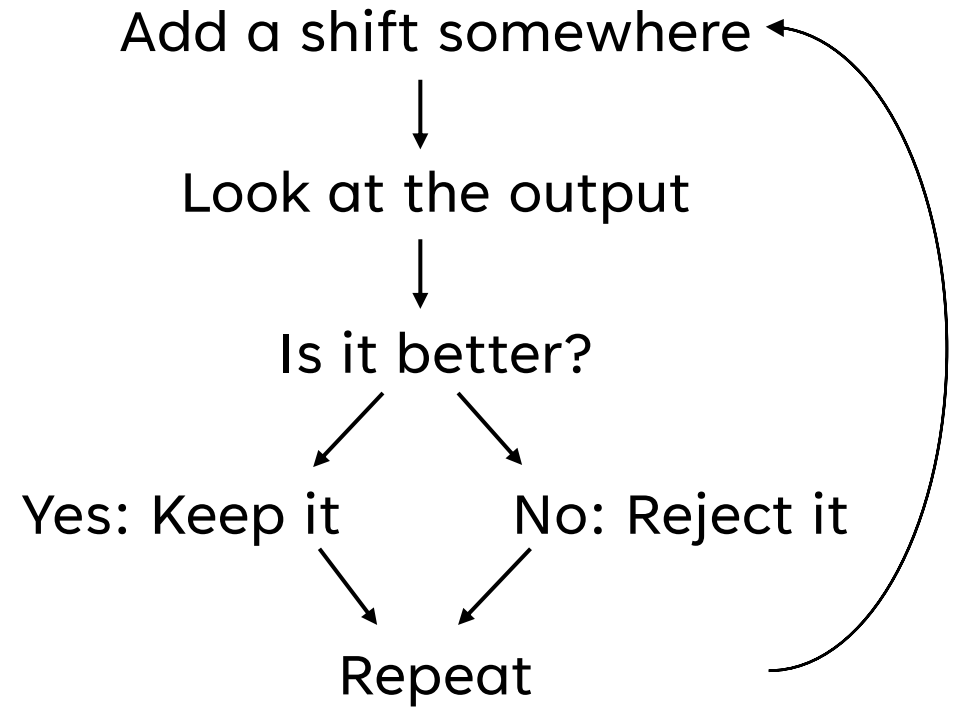 Add a shift somewhere
Look at the output
Is it better?
Yes: Keep it
No: Reject it
Repeat